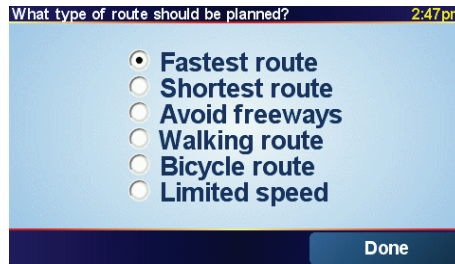 What type of route should be planned? 2:47pm
Fastest route
Shortest route
Avoid freeways
Walking route
Bicycle route
Limited speed
Done